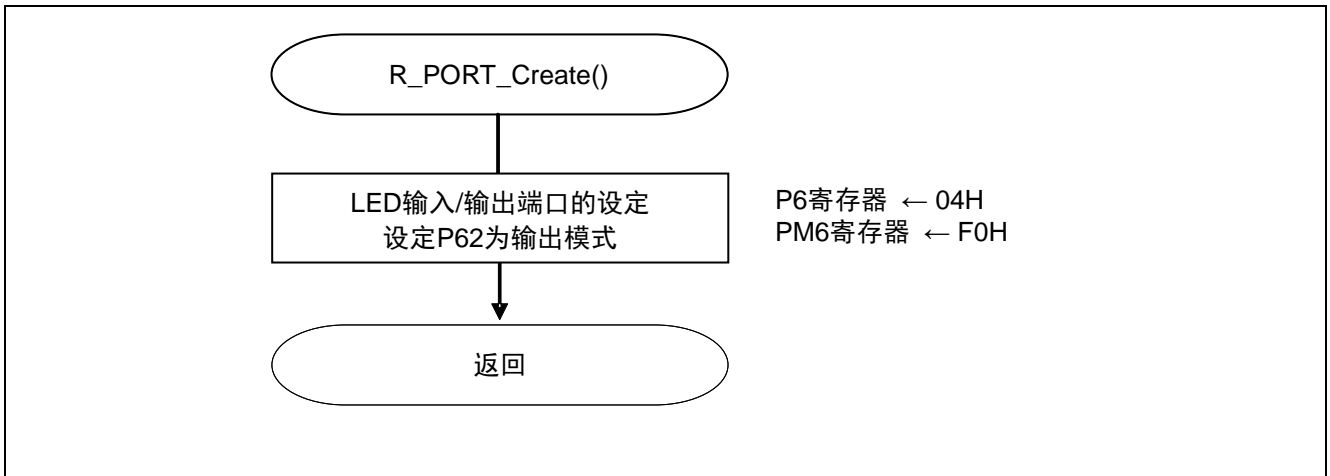 R_PORT_Create()
LED输入/输出端口的设定
设定P62为输出模式
P6寄存器 ← 04H
PM6寄存器 ← F0H
返回